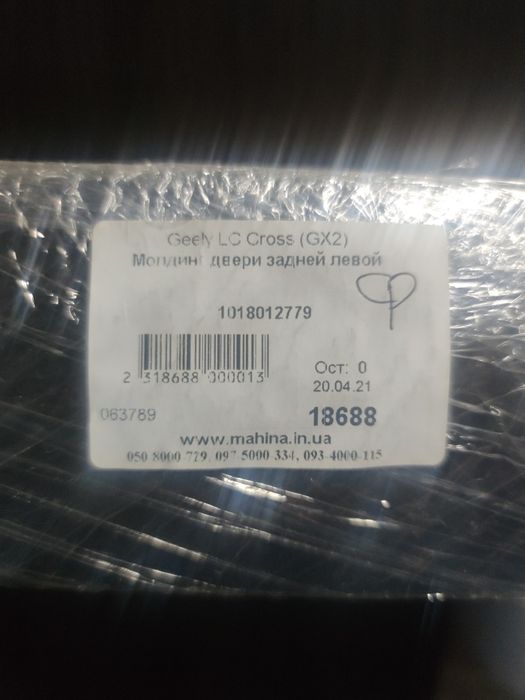 Geely LC Cross (GX2)
Молдинг двери задней левой
1018012779
2 318688 000013
Ост: 0
20.04.21
063789
18688
www.mahina.in.ua
050-8000-729, 097-5000-334, 093-4000-115